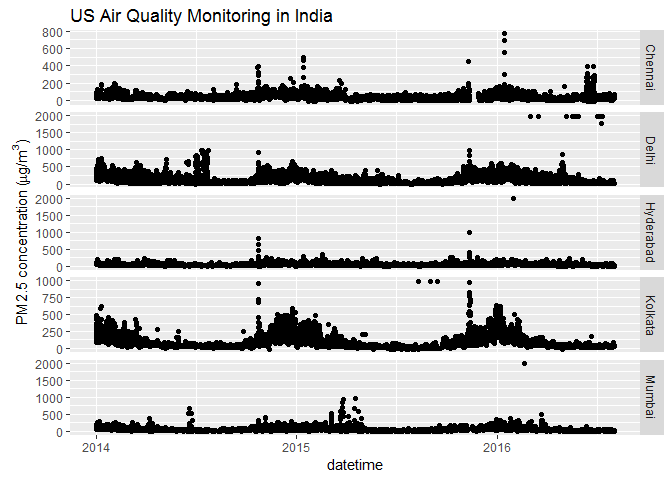 US Air Quality Monitoring in India
PM2.5 concentration (μg/m³)
800
600
400
200
0
Chennai
2000
1500
1000
500
0
Delhi
2000
1500
1000
500
0
Hyderabad
1000
750
500
250
0
Kolkata
2000
1500
1000
500
0
Mumbai
2014 2015 2016
datetime